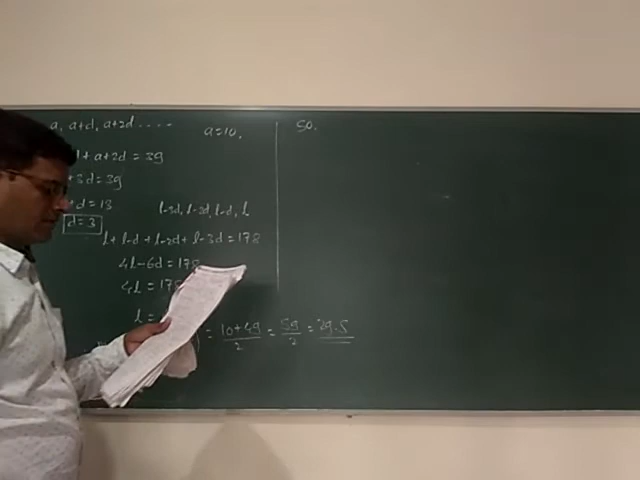 a, a+d, a+2d .....
a=10,
50.
+ a+2d = 39
+3d=39
+d=13
d=3
l-3d, l-2d, l-d, l
l+l-d+l-2d+l-3d=178
4l-6d=178
4l = 178
l =
= 10+49/2 = 59/2 = 29.5